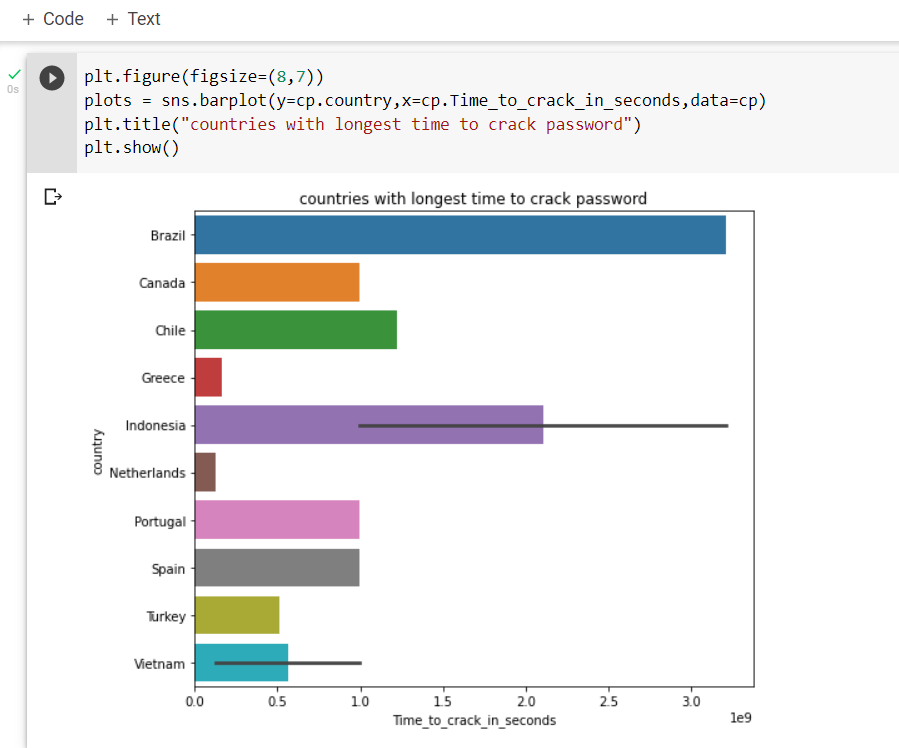 + Code + Text
0s
plt.figure(figsize=(8,7))
plots = sns.barplot(y=cp.country,x=cp.Time_to_crack_in_seconds,data=cp)
plt.title("countries with longest time to crack password")
plt.show()
countries with longest time to crack password
Brazil
Canada
Chile
Greece
Indonesia
country
Netherlands
Portugal
Spain
Turkey
Vietnam
0.0 0.5 1.0 1.5 2.0 2.5 3.0
Time_to_crack_in_seconds
1e9